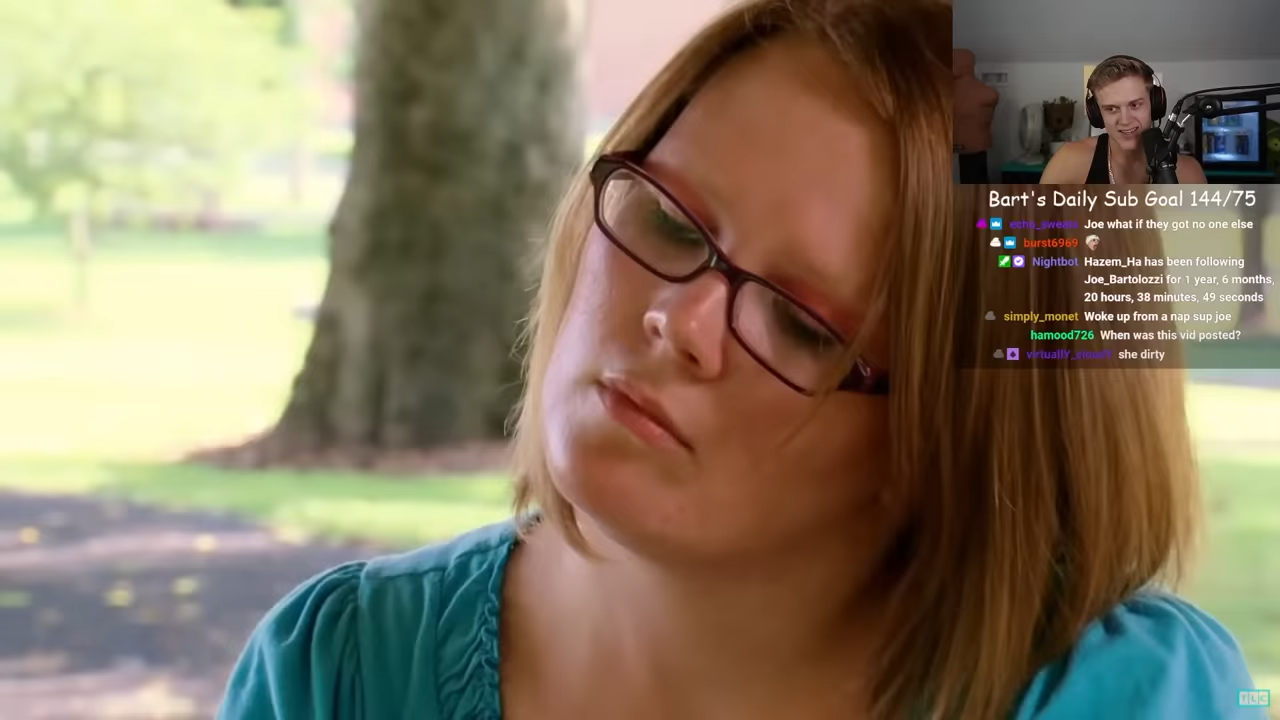 Bart's Daily Sub Goal 144/75
echo_sweats Joe what if they got no one else
burst6969
Nightbot Hazem_Ha has been following
Joe_Bartolozzi for 1 year, 6 months,
20 hours, 38 minutes, 49 seconds
simply_monet Woke up from a nap sup joe
hamood726 When was this vid posted?
she dirty
TLC